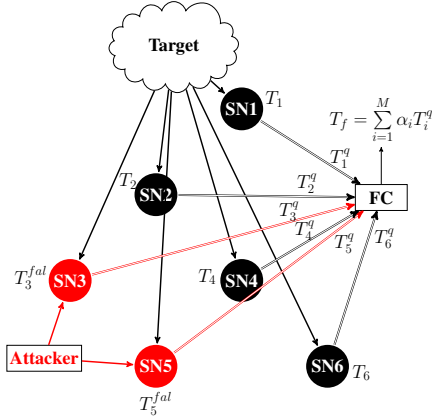 Target
SN1
T_1
T_f = \sum_{i=1}^{M} α_i T_i^q
T_1^q
T_2
SN2
T_2^q
FC
T_3^q
T_4^q
T_5^q
T_6^q
T_3^{fal}
SN3
T_4
SN4
Attacker
SN5
T_5^{fal}
SN6
T_6